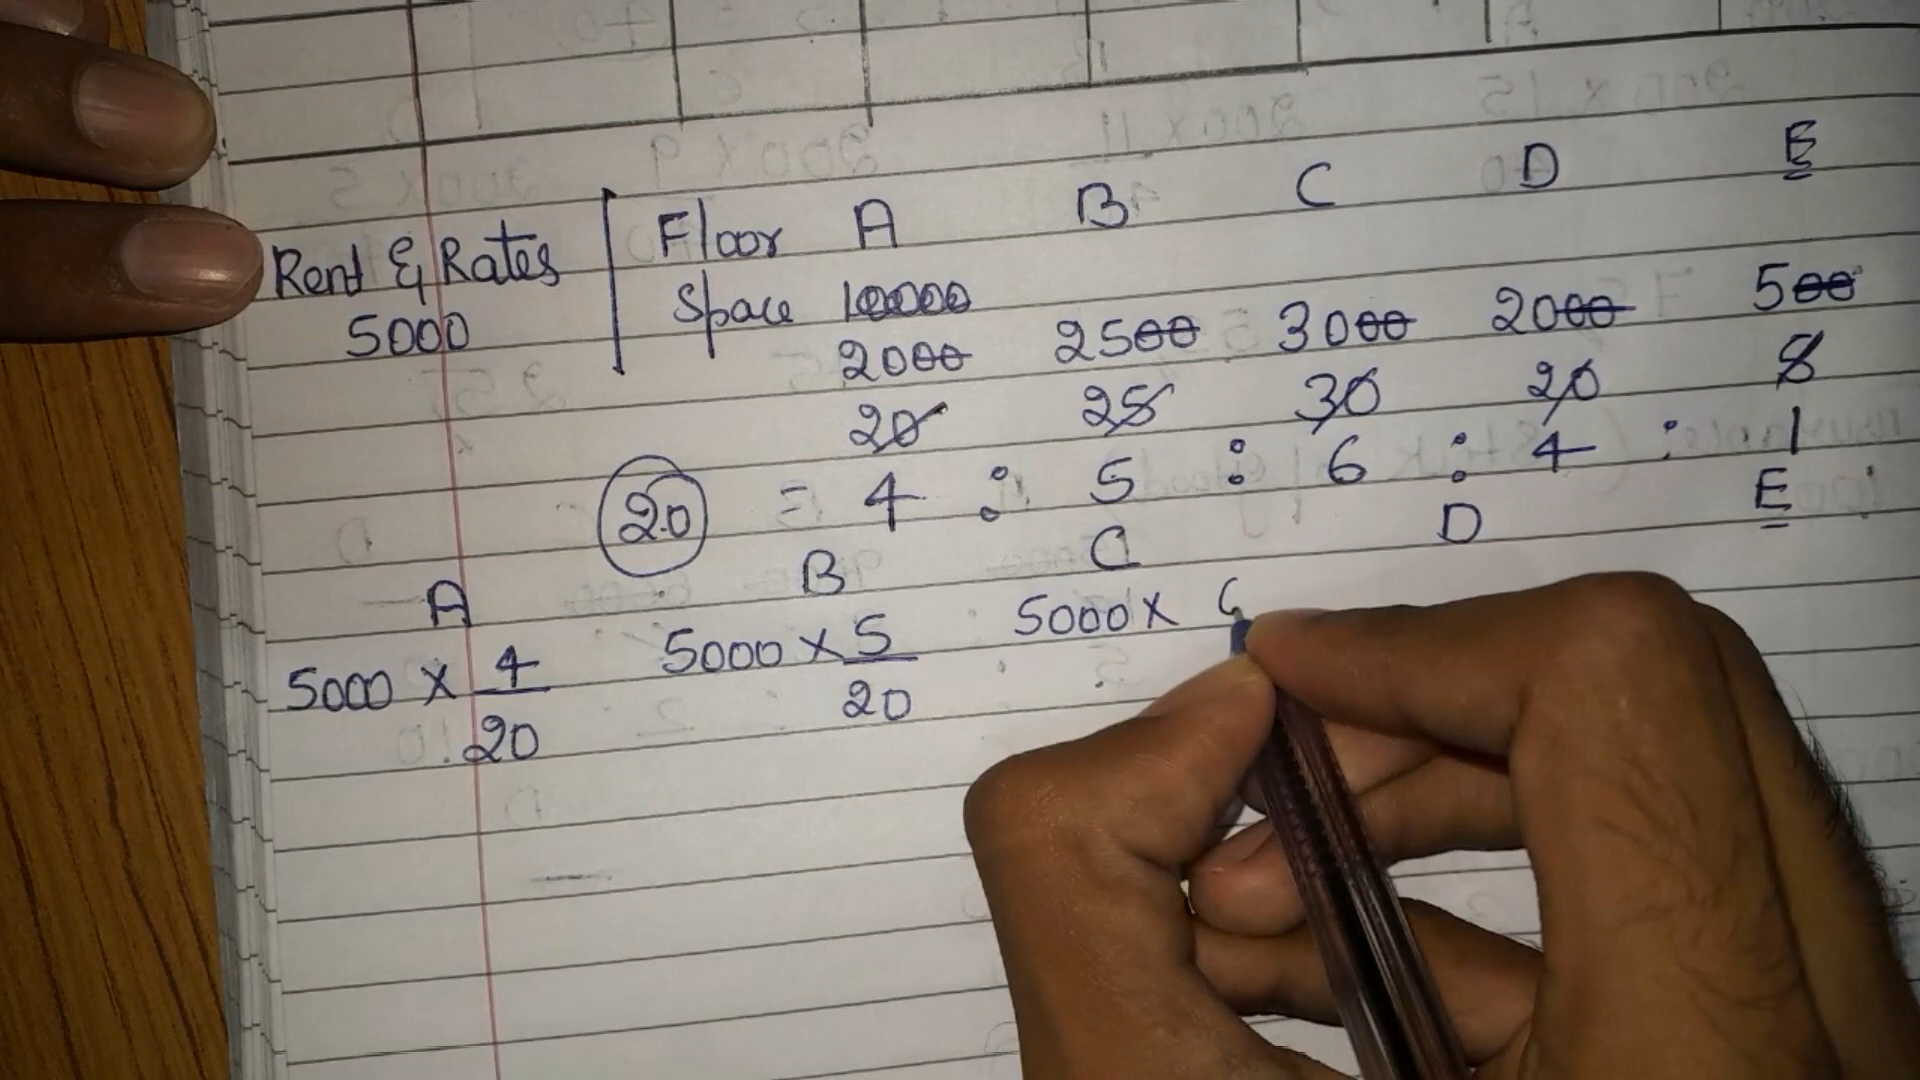 A B C D E
Rent & Rates Floor
5000 Space 10000
2000 2500 3000 2000 500
20 25 30 20 5
20 = 4 : 5 : 6 : 4 : 1
A B C D E
5000 × 4/20 5000 × 5/20 5000 ×